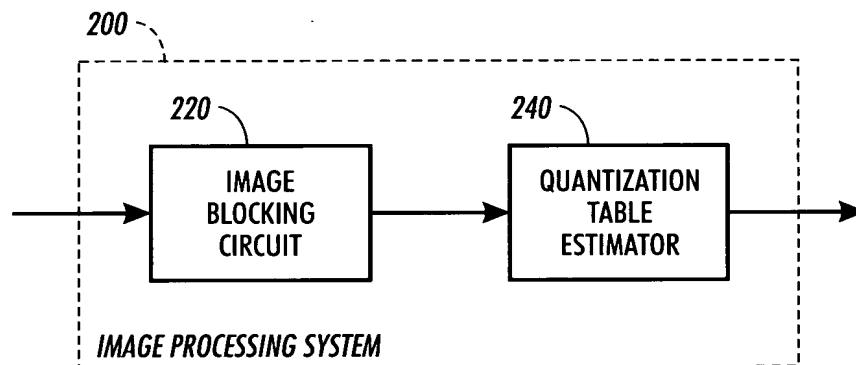 200
220
240
IMAGE
BLOCKING
CIRCUIT
QUANTIZATION
TABLE
ESTIMATOR
IMAGE PROCESSING SYSTEM